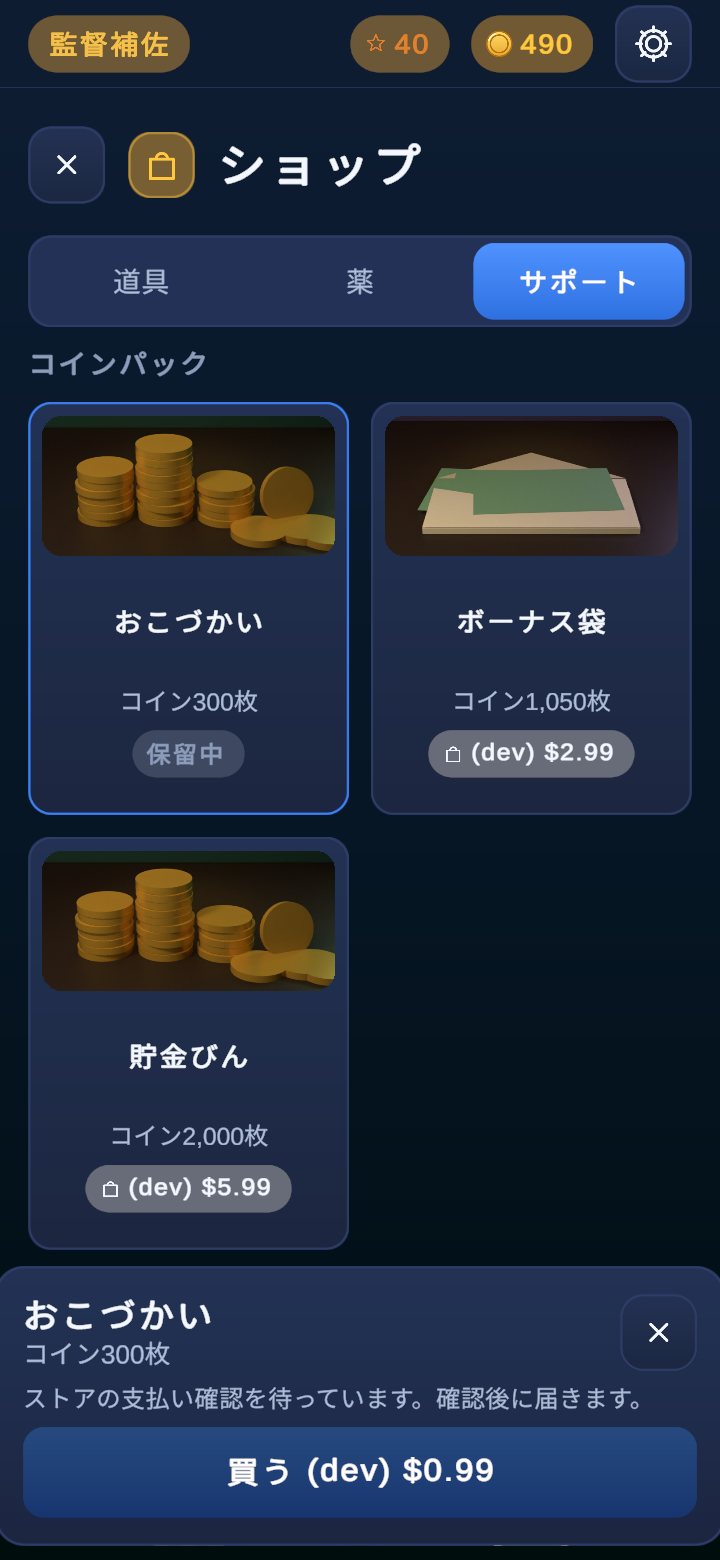 監督補佐
40
490
ショップ
道具
薬
サポート
コインパック
おこづかい
コイン300枚
保留中
ボーナス袋
コイン1,050枚
(dev) $2.99
貯金びん
コイン2,000枚
(dev) $5.99
おこづかい
コイン300枚
ストアの支払い確認を待っています。確認後に届きます。
買う (dev) $0.99